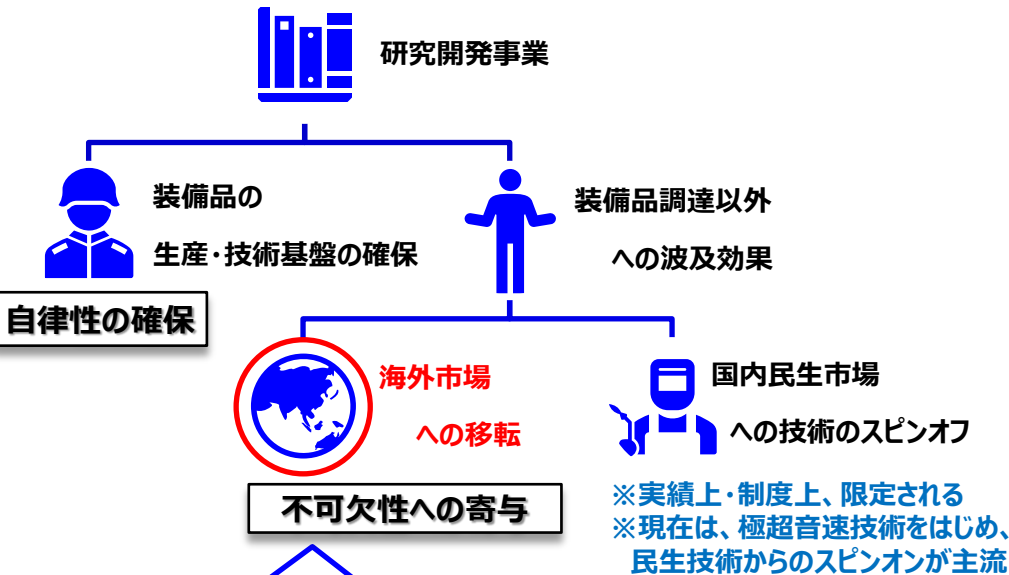 研究開発事業
装備品の
生産・技術基盤の確保
装備品調達以外
への波及効果
自律性の確保
海外市場
への移転
国内民生市場
への技術のスピンオフ
不可欠性への寄与
※実績上・制度上、限定される
※現在は、極超音速技術をはじめ、
民生技術からのスピンオンが主流